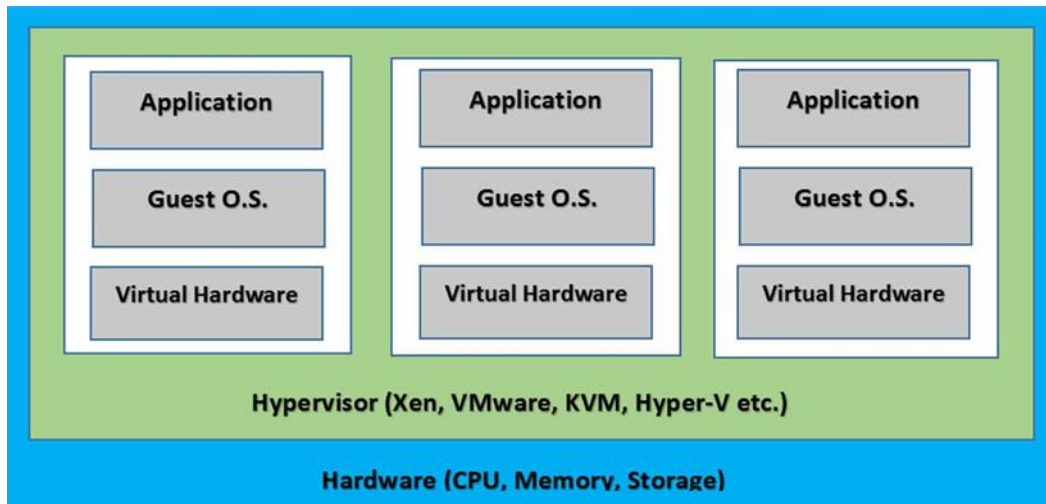 Application
Guest O.S.
Virtual Hardware
Application
Guest O.S.
Virtual Hardware
Application
Guest O.S.
Virtual Hardware
Hypervisor (Xen, VMware, KVM, Hyper-V etc.)
Hardware (CPU, Memory, Storage)